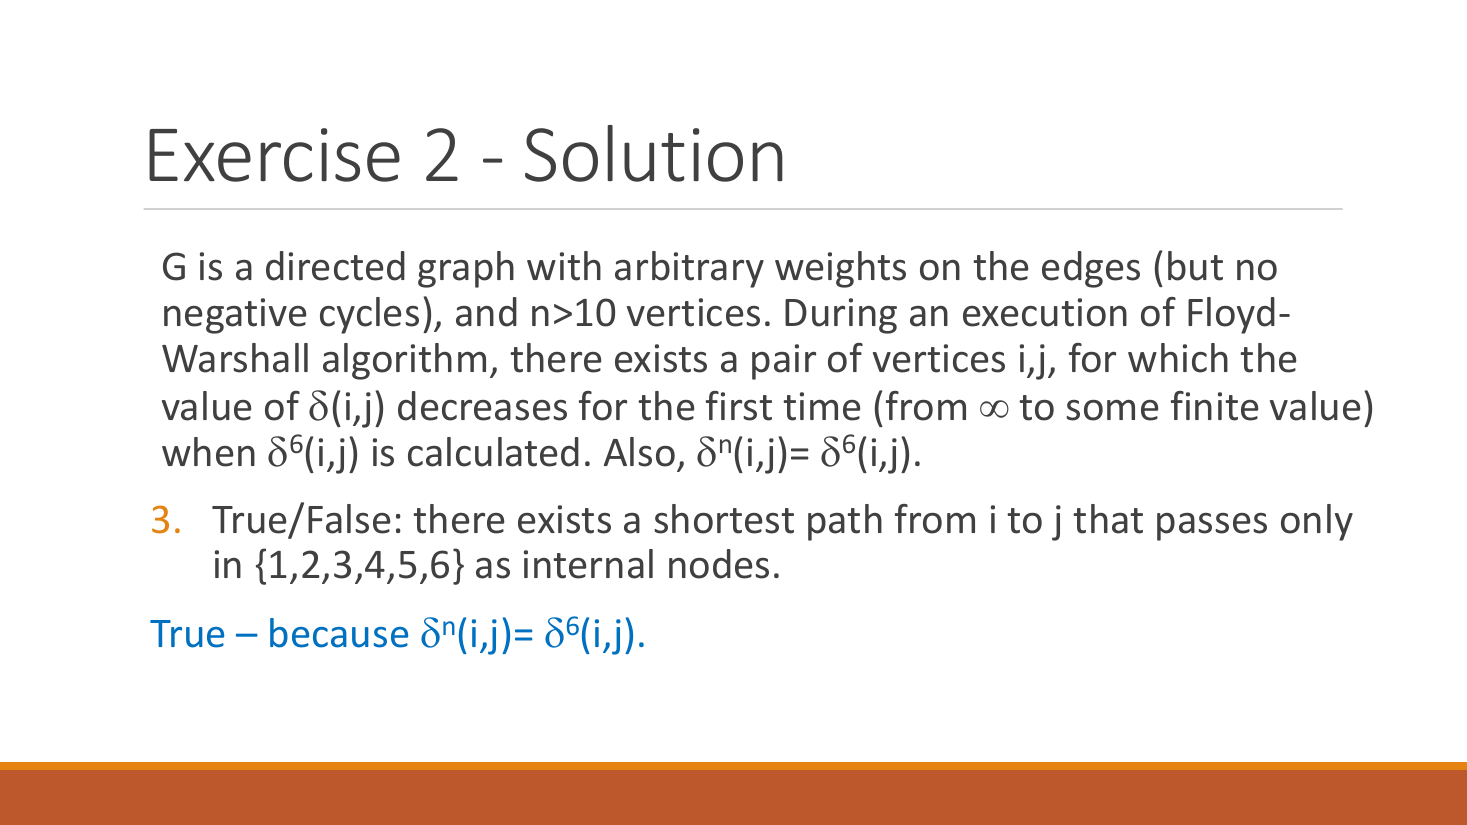 Exercise 2 - Solution
G is a directed graph with arbitrary weights on the edges (but no
negative cycles), and n>10 vertices. During an execution of Floyd-
Warshall algorithm, there exists a pair of vertices i,j, for which the
value of δ(i,j) decreases for the first time (from ∞ to some finite value)
when δ⁶(i,j) is calculated. Also, δⁿ(i,j)= δ⁶(i,j).
3. True/False: there exists a shortest path from i to j that passes only
in {1,2,3,4,5,6} as internal nodes.
True – because δⁿ(i,j)= δ⁶(i,j).